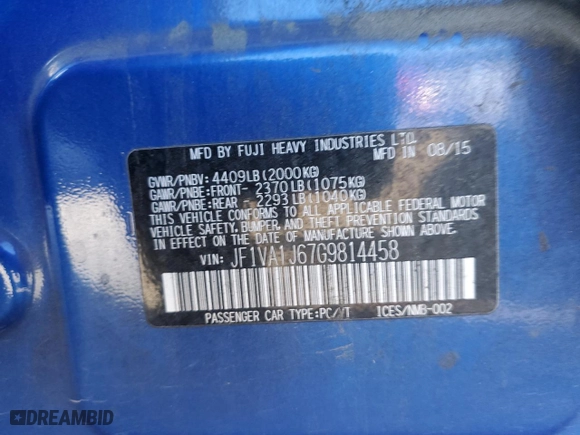 MFD BY FUJI HEAVY INDUSTRIES LTD.
GVWR/PNBV: 4409LB(2000KG) IN 08/15
GAWR/PNBE:FRONT- 2370LB(1075KG)
GAWR/PNBE:REAR - 2293LB(1040KG)
THIS VEHICLE CONFORMS TO ALL APPLICABLE FEDERAL MOTOR
VEHICLE SAFETY,BUMPER,AND THEFT PREVENTION STANDARDS
IN EFFECT ON THE DATE OF MANUFACTURE SHOWN ABOVE.
VIN: JF1VA1J67G9814458
PASSENGER CAR TYPE:PC/VT ICES/NMB-002
DREAMBID